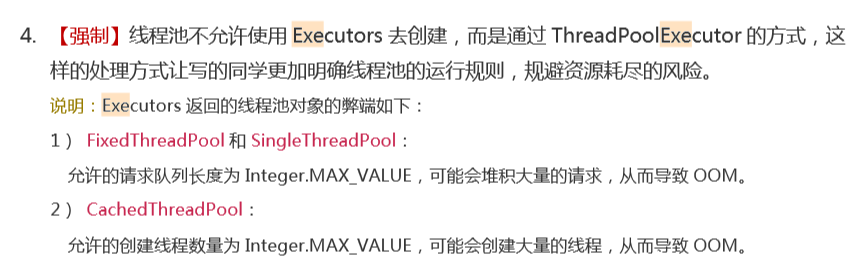 4. 【强制】线程池不允许使用 Executors 去创建，而是通过 ThreadPoolExecutor 的方式，这
样的处理方式让写的同学更加明确线程池的运行规则，规避资源耗尽的风险。
说明：Executors 返回的线程池对象的弊端如下：
1） FixedThreadPool 和 SingleThreadPool：
允许的请求队列长度为 Integer.MAX_VALUE，可能会堆积大量的请求，从而导致 OOM。
2） CachedThreadPool：
允许的创建线程数量为 Integer.MAX_VALUE，可能会创建大量的线程，从而导致 OOM。